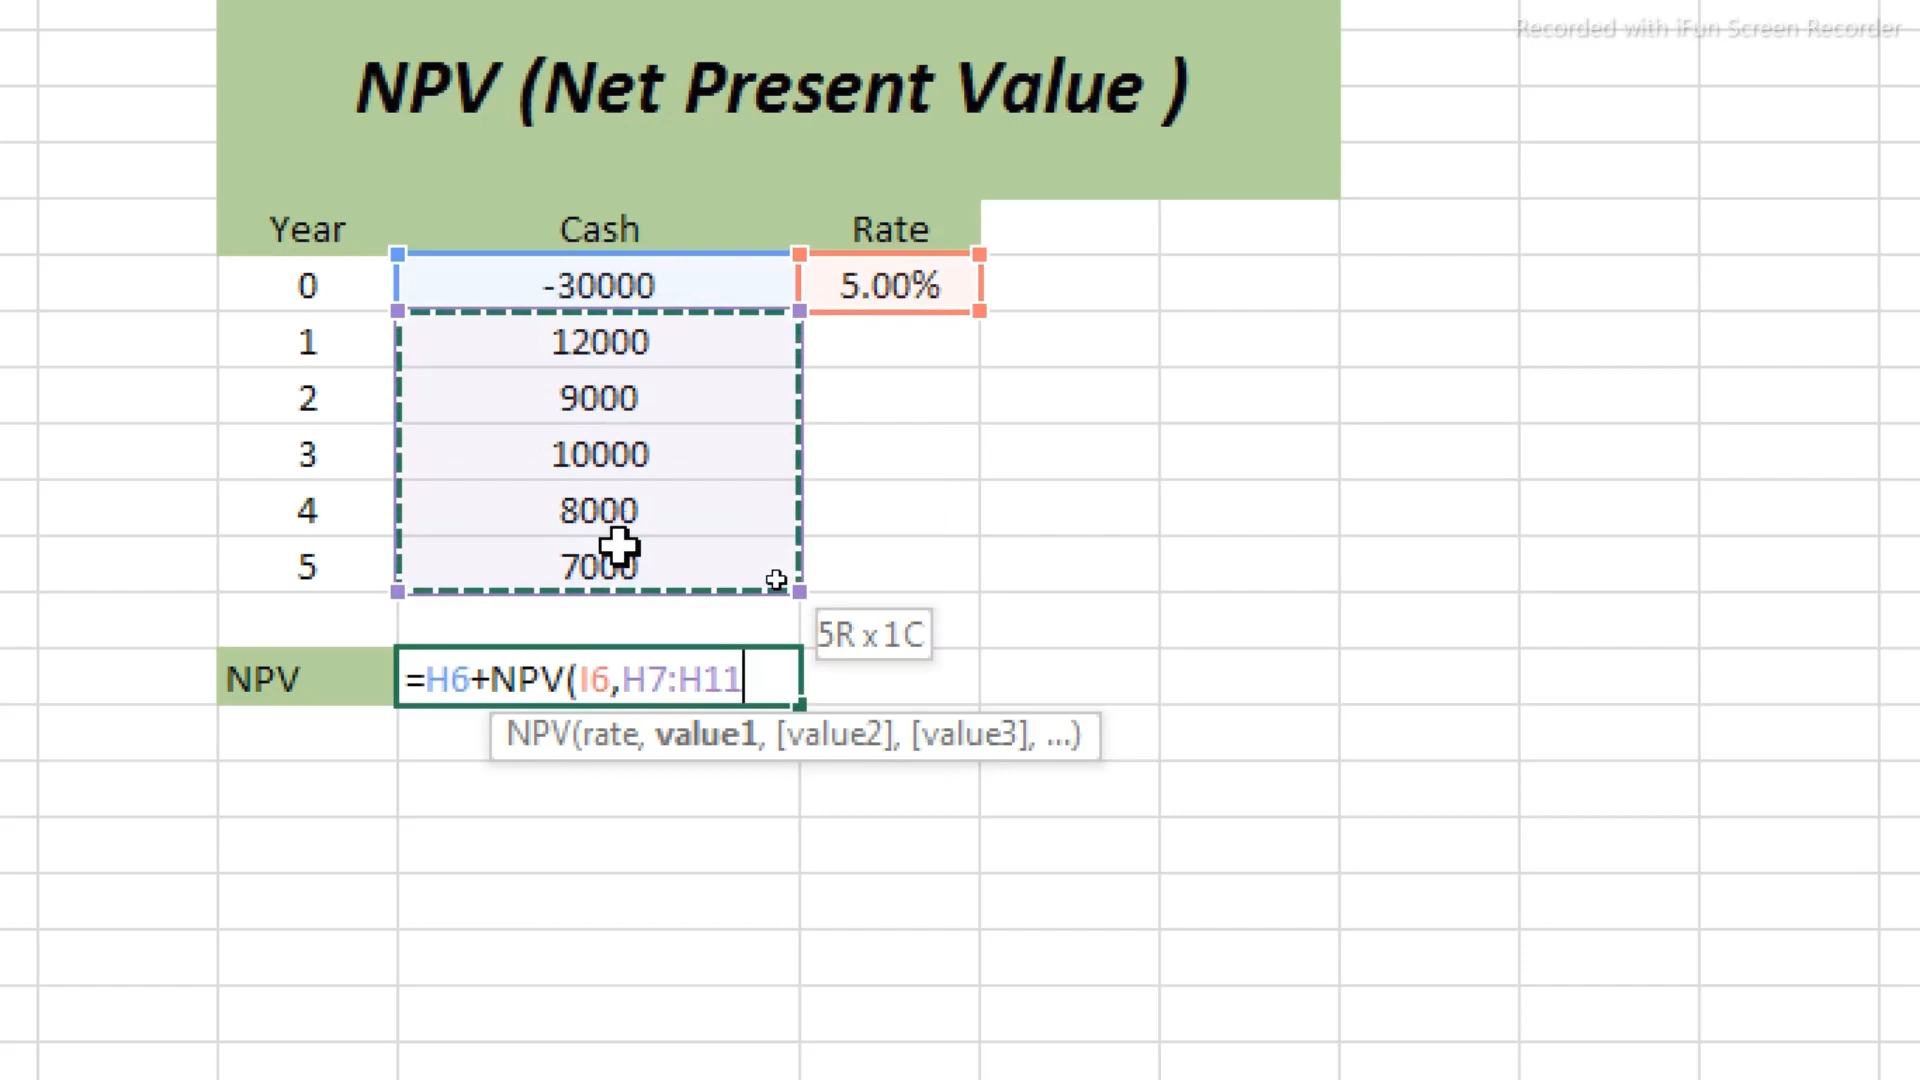 Recorded with iFun Screen Recorder
NPV (Net Present Value )
Year Cash Rate
0 -30000 5.00%
1 12000
2 9000
3 10000
4 8000
5 7000
5R x 1C
NPV =H6+NPV(I6,H7:H11
NPV(rate, value1, [value2], [value3], ...)